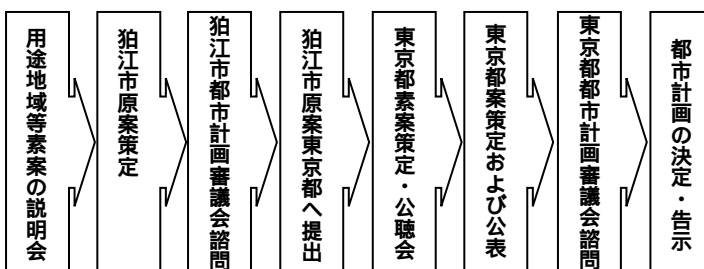 用途地域等素案の説明会
狛江市原案策定
狛江市都市計画審議会諮問
狛江市原案東京都へ提出
東京都素案策定・公聴会
東京都案策定および公表
東京都都市計画審議会諮問
都市計画の決定・告示